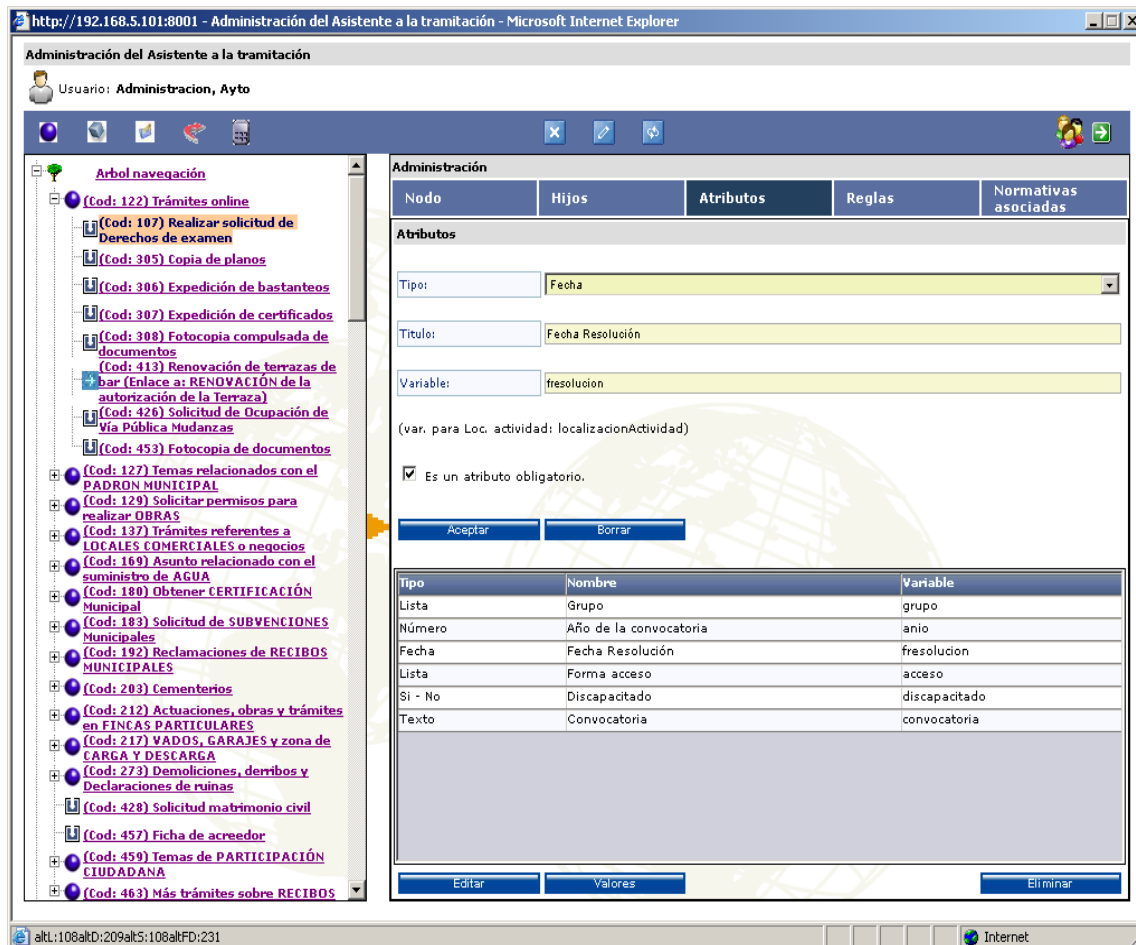 http://192.168.5.101:8001 - Administración del Asistente a la tramitación - Microsoft Internet Explorer
Administración del Asistente a la tramitación
Usuario: Administracion, Ayto
Arbol navegación
(Cod: 122) Trámites online
(Cod: 107) Realizar solicitud de
Derechos de examen
(Cod: 305) Copia de planos
(Cod: 306) Expedición de bastanteos
(Cod: 307) Expedición de certificados
(Cod: 308) Fotocopia compulsada de
documentos
(Cod: 413) Renovación de terrazas de
bar (Enlace a: RENOVACIÓN de la
autorización de la Terraza)
(Cod: 426) Solicitud de Ocupación de
Vía Pública Mudanzas
(Cod: 453) Fotocopia de documentos
(Cod: 127) Temas relacionados con el
PADRON MUNICIPAL
(Cod: 129) Solicitar permisos para
realizar OBRAS
(Cod: 137) Trámites referentes a
LOCALES COMERCIALES o negocios
(Cod: 169) Asunto relacionado con el
suministro de AGUA
(Cod: 180) Obtener CERTIFICACIÓN
Municipal
(Cod: 183) Solicitud de SUBVENCIONES
Municipales
(Cod: 192) Reclamaciones de RECIBOS
MUNICIPALES
(Cod: 203) Cementerios
(Cod: 212) Actuaciones, obras y trámites
en FINCAS PARTICULARES
(Cod: 217) VADOS, GARAJES y zona de
CARGA Y DESCARGA
(Cod: 273) Demoliciones, derribos y
Declaraciones de ruinas
(Cod: 428) Solicitud matrimonio civil
(Cod: 457) Ficha de acreedor
(Cod: 459) Temas de PARTICIPACIÓN
CIUDADANA
(Cod: 463) Más trámites sobre RECIBOS
Administración
Nodo Hijos Atributos Reglas Normativas asociadas
Atributos
Tipo: Fecha
Titulo: Fecha Resolución
Variable: fresolucion
(var. para Loc. actividad: localizacionActividad)
Es un atributo obligatorio.
Aceptar Borrar
Tipo Nombre Variable
Lista Grupo grupo
Número Año de la convocatoria anio
Fecha Fecha Resolución fresolucion
Lista Forma acceso acceso
Si - No Discapacitado discapacitado
Texto Convocatoria convocatoria
Editar Valores Eliminar
altL:108altD:209altS:108altFD:231 Internet